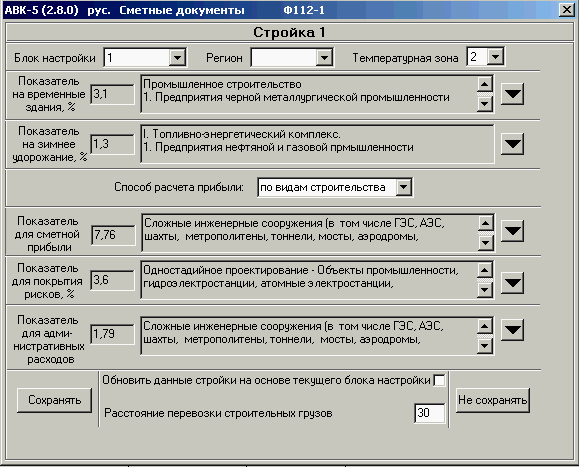 АВК-5 (2.8.0) рус. Сметные документы Ф112-1
Стройка 1
Блок настройки 1 Регион Температурная зона 2
Показатель
на временные
здания, %
3,1
Промышленное строительство
1. Предприятия черной металлургической промышленности
Показатель
на зимнее
удорожание, %
1,3
I. Топливно-энергетический комплекс.
1. Предприятия нефтяной и газовой прмышленности
Способ расчета прибыли: по видам строительства
Показатель
для сметной
прибыли
7,76
Сложные инженерные сооружения (в том числе ГЭС, АЭС,
шахты, метрополитены, тоннели, мосты, аэродромы,
Показатель
для покрытия
рисков, %
3,6
Одностадийное проектирование - Объекты промышленности,
гидроэлектростанции, атомные электростанции,
Показатель
для адми-
нистративных
расходов
1,79
Сложные инженерные сооружения (в том числе ГЭС, АЭС,
шахты, метрополитены, тоннели, мосты, аэродромы,
Обновить данные стройки на основе текущего блока настройки
Сохранять
Не сохранять
Расстояние перевозки строительных грузов 30